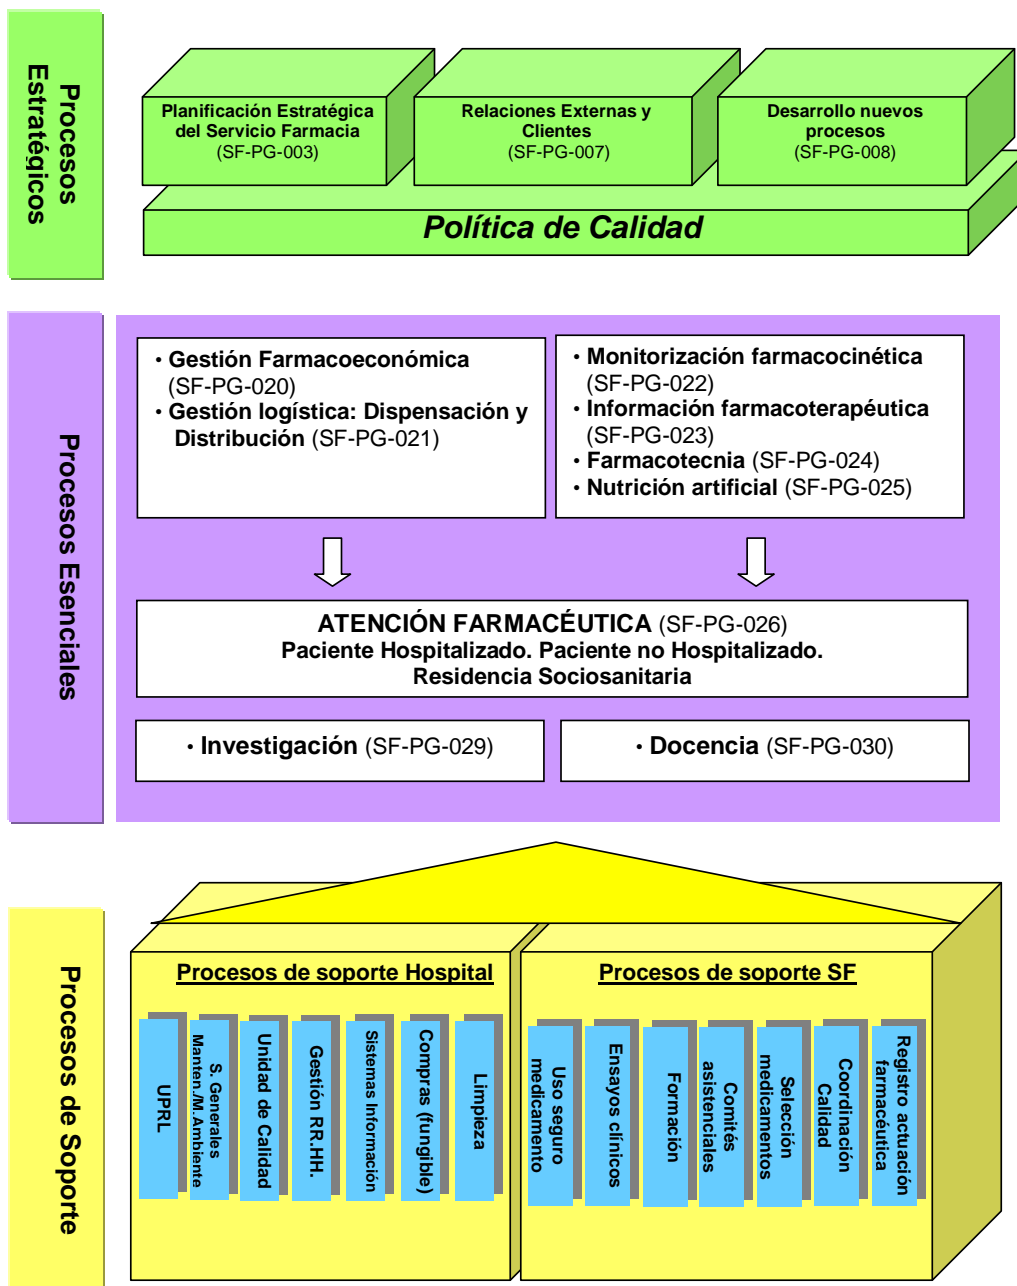 Procesos
Estratégicos
Planificación Estratégica
del Servicio Farmacia
(SF-PG-003)
Relaciones Externas y
Clientes
(SF-PG-007)
Desarrollo nuevos
procesos
(SF-PG-008)
Política de Calidad
Procesos Esenciales
• Gestión Farmacoeconómica
(SF-PG-020)
• Gestión logística: Dispensación y
Distribución (SF-PG-021)
• Monitorización farmacocinética
(SF-PG-022)
• Información farmacoterapéutica
(SF-PG-023)
• Farmacotecnia (SF-PG-024)
• Nutrición artificial (SF-PG-025)
ATENCIÓN FARMACÉUTICA (SF-PG-026)
Paciente Hospitalizado. Paciente no Hospitalizado.
Residencia Sociosanitaria
• Investigación (SF-PG-029)
• Docencia (SF-PG-030)
Procesos de Soporte
Procesos de soporte Hospital
UPRL
S. Generales
Manten./M. Ambiente
Unidad de Calidad
Gestión RR.HH.
Sistemas Información
Compras (fungible)
Limpieza
Procesos de soporte SF
Uso seguro
medicamento
Ensayos clínicos
Formación
Comités
asistenciales
Selección
medicamentos
Coordinación
Calidad
Registro actuación
farmacéutica